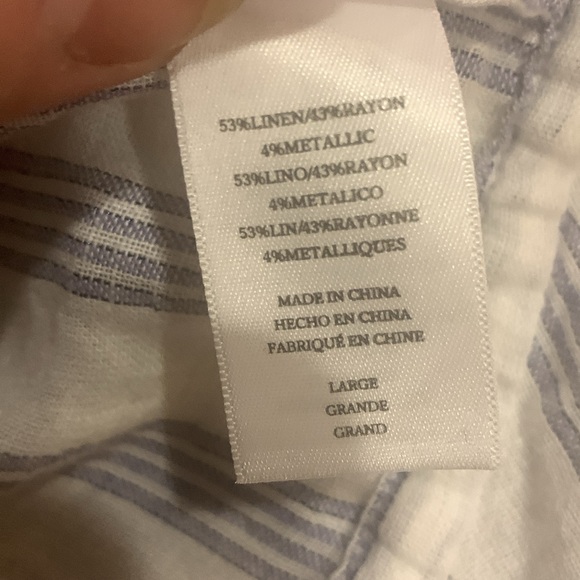 53%LINEN/43%RAYON
4%METALLIC
53%LINO/43%RAYON
4%METALICO
53%LIN/43%RAYONNE
4%METALLIQUES
MADE IN CHINA
HECHO EN CHINA
FABRIQUÉ EN CHINE
LARGE
GRANDE
GRAND